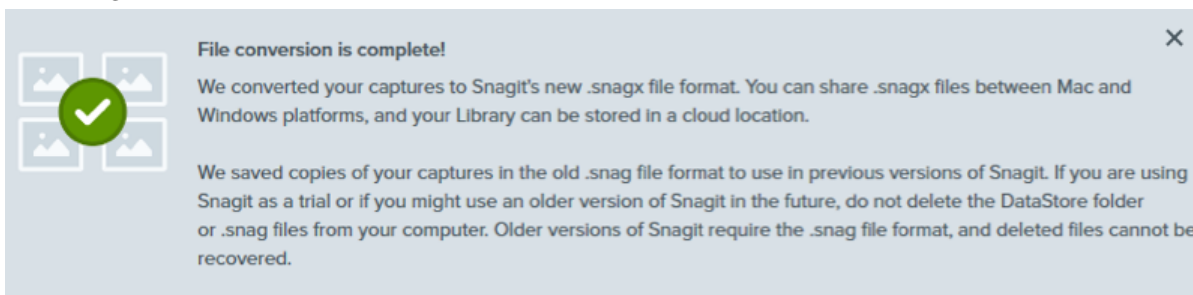 File conversion is complete!
We converted your captures to Snagit's new .snagx file format. You can share .snagx files between Mac and
Windows platforms, and your Library can be stored in a cloud location.
We saved copies of your captures in the old .snag file format to use in previous versions of Snagit. If you are using
Snagit as a trial or if you might use an older version of Snagit in the future, do not delete the DataStore folder
or .snag files from your computer. Older versions of Snagit require the .snag file format, and deleted files cannot be
recovered.